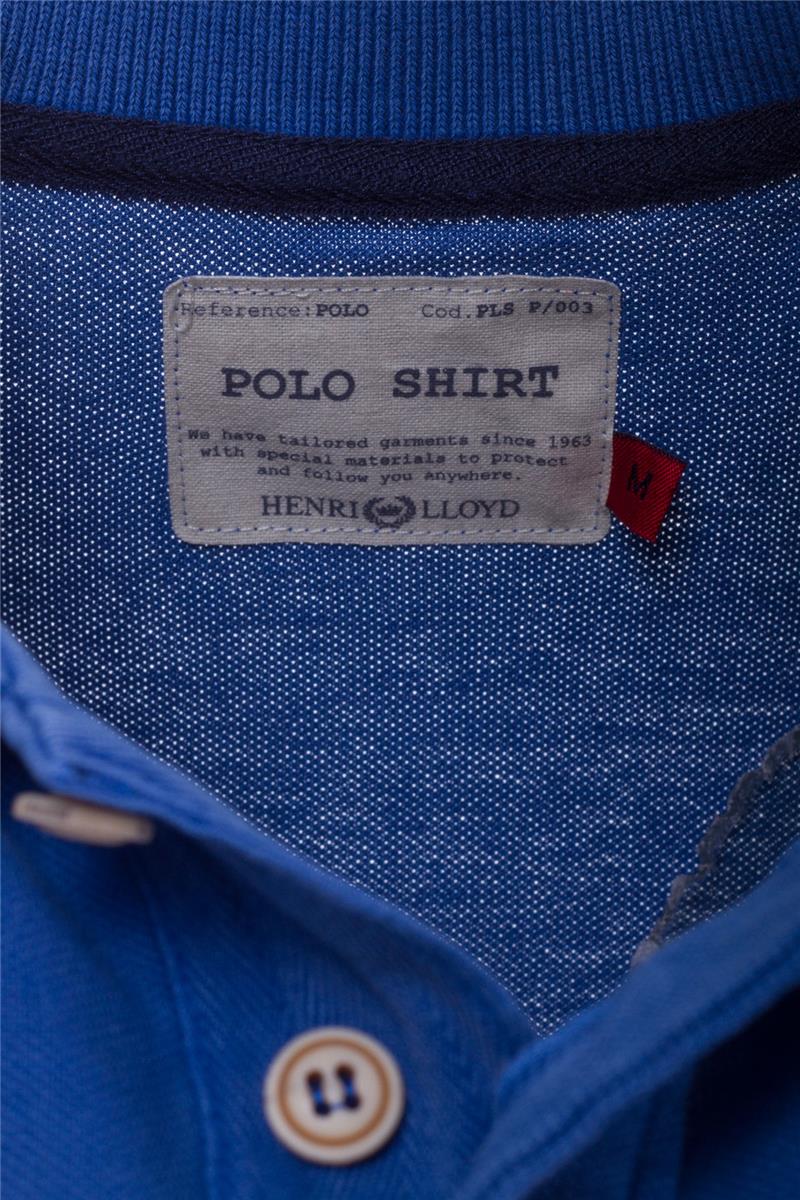 Reference:POLO Cod.PLS P/003
POLO SHIRT
We have tailored garments since 1963
with special materials to protect
and follow you anywhere.
HENRI LLOYD
M